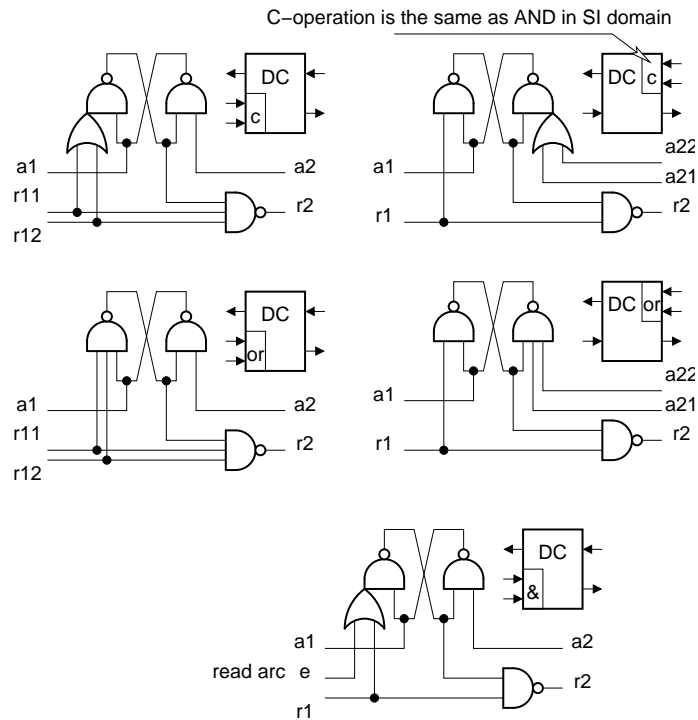 C−operation is the same as AND in SI domain
DC
c
a1
r11
r12
a2
r2
DC
c
a1
r1
a22
a21
r2
DC
or
a1
r11
r12
a2
r2
DC
or
a1
r1
a22
a21
r2
DC
&
a1
read arc e
r1
a2
r2